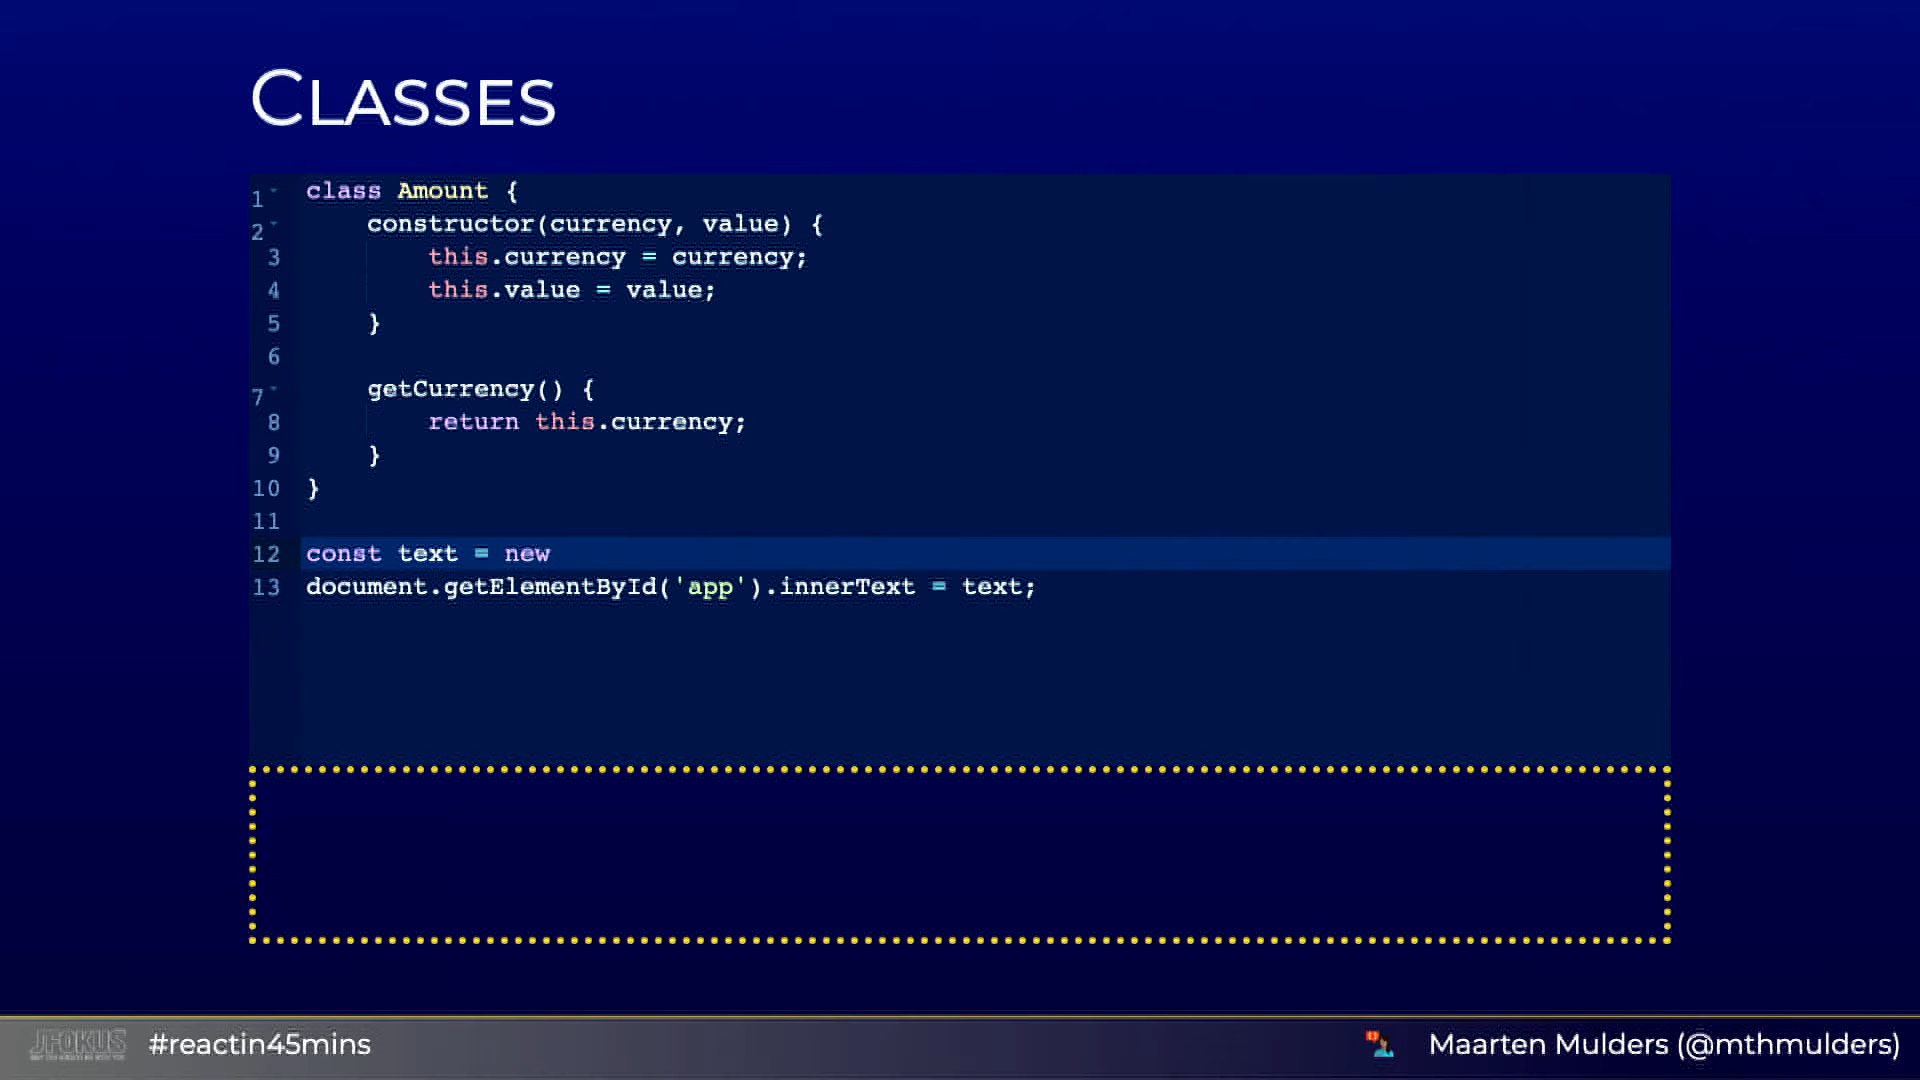 CLASSES
1 class Amount {
2     constructor(currency, value) {
3         this.currency = currency;
4         this.value = value;
5     }
6
7     getCurrency() {
8         return this.currency;
9     }
10 }
11
12 const text = new
13 document.getElementById('app').innerText = text;
JFOKUS #reactin45mins Maarten Mulders (@mthmulders)